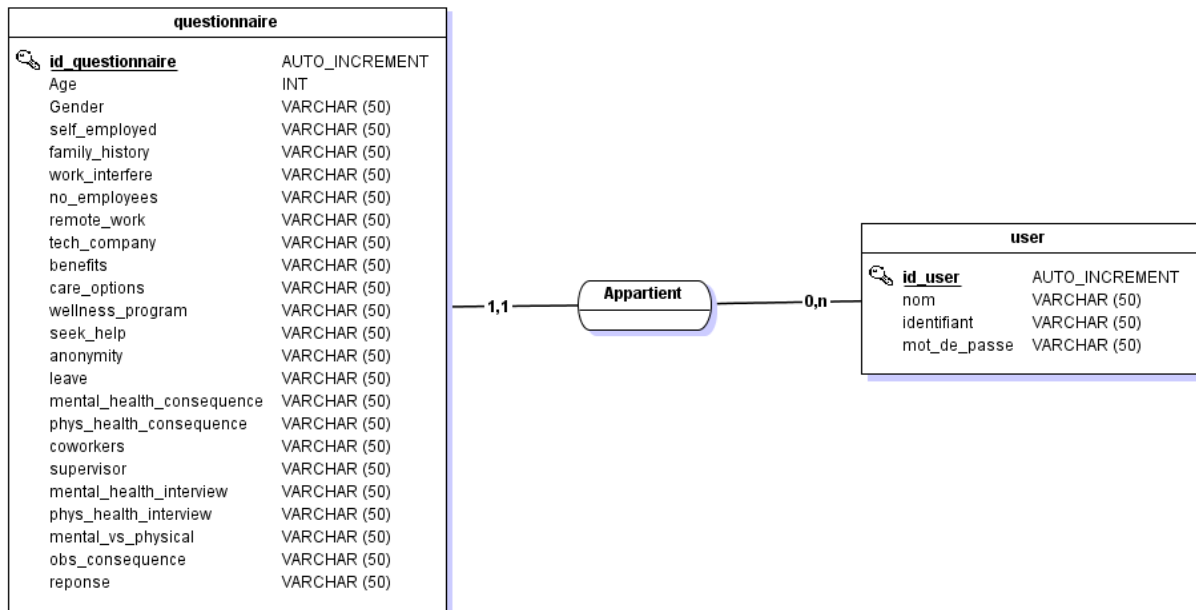 questionnaire
id_questionnaire AUTO_INCREMENT
Age INT
Gender VARCHAR (50)
self_employed VARCHAR (50)
family_history VARCHAR (50)
work_interfere VARCHAR (50)
no_employees VARCHAR (50)
remote_work VARCHAR (50)
tech_company VARCHAR (50)
benefits VARCHAR (50)
care_options VARCHAR (50)
wellness_program VARCHAR (50)
seek_help VARCHAR (50)
anonymity VARCHAR (50)
leave VARCHAR (50)
mental_health_consequence VARCHAR (50)
phys_health_consequence VARCHAR (50)
coworkers VARCHAR (50)
supervisor VARCHAR (50)
mental_health_interview VARCHAR (50)
phys_health_interview VARCHAR (50)
mental_vs_physical VARCHAR (50)
obs_consequence VARCHAR (50)
reponse VARCHAR (50)
1,1
Appartient
0,n
user
id_user AUTO_INCREMENT
nom VARCHAR (50)
identifiant VARCHAR (50)
mot_de_passe VARCHAR (50)